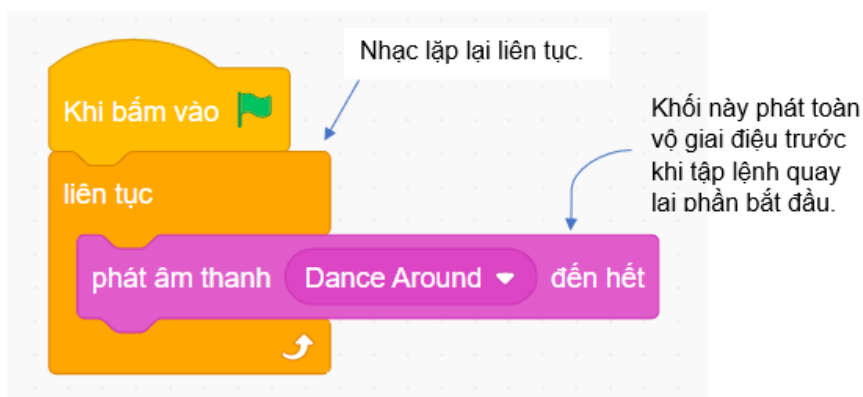 Nhạc lặp lại liên tục.
Khi bấm vào
liên tục
phát âm thanh Dance Around đến hết
Khối này phát toàn
vộ giai điệu trước
khi tập lệnh quay
lại phần bắt đầu.